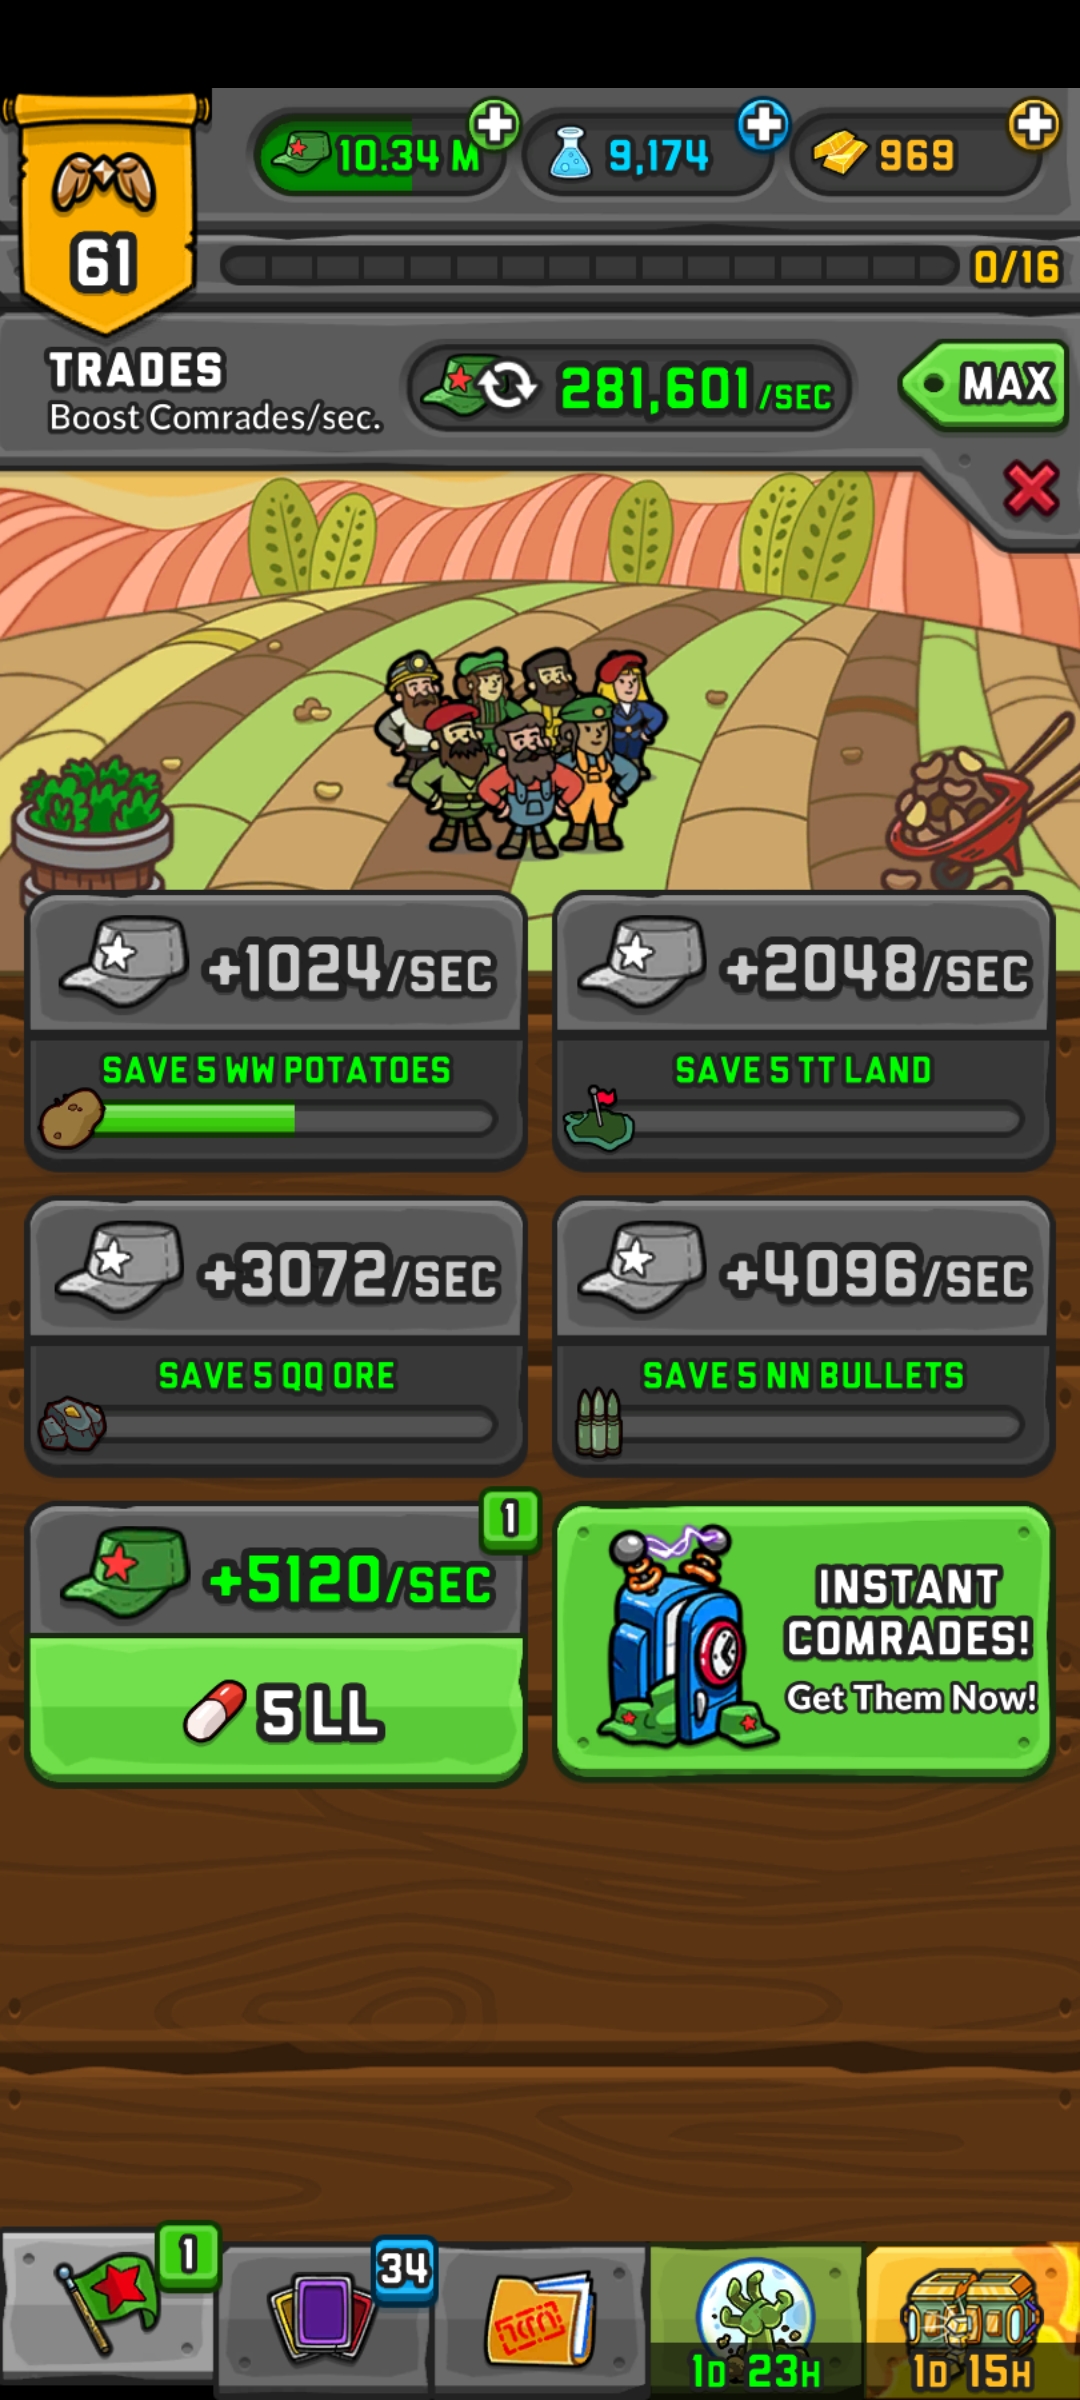 10.34 M
9,174
969
61
0/16
TRADES
Boost Comrades/sec.
281,601/SEC
MAX
+1024/SEC
SAVE 5 WW POTATOES
+2048/SEC
SAVE 5 TT LAND
+3072/SEC
SAVE 5 QQ ORE
+4096/SEC
SAVE 5 NN BULLETS
1
+5120/SEC
5 LL
INSTANT
COMRADES!
Get Them Now!
1
34
1D 23H
1D 15H